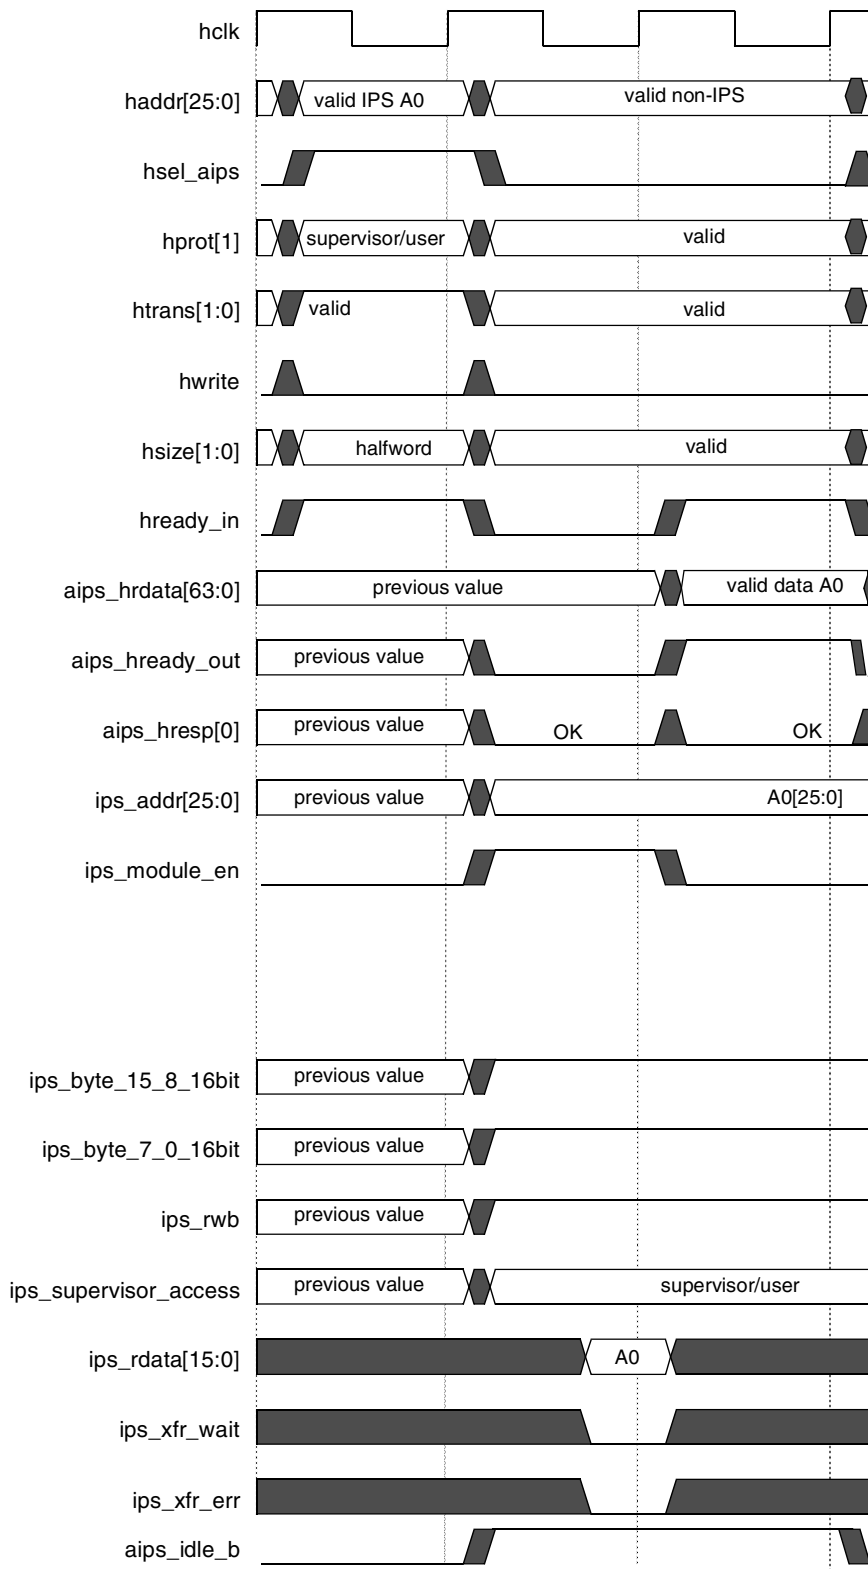 hclk
haddr[25:0] valid IPS A0 valid non-IPS
hsel_aips
hprot[1] supervisor/user valid
htrans[1:0] valid valid
hwrite
hsize[1:0] halfword valid
hready_in
aips_hrdata[63:0] previous value valid data A0
aips_hready_out previous value
aips_hresp[0] previous value OK OK
ips_addr[25:0] previous value A0[25:0]
ips_module_en
ips_byte_15_8_16bit previous value
ips_byte_7_0_16bit previous value
ips_rwb previous value
ips_supervisor_access previous value supervisor/user
ips_rdata[15:0] A0
ips_xfr_wait
ips_xfr_err
aips_idle_b